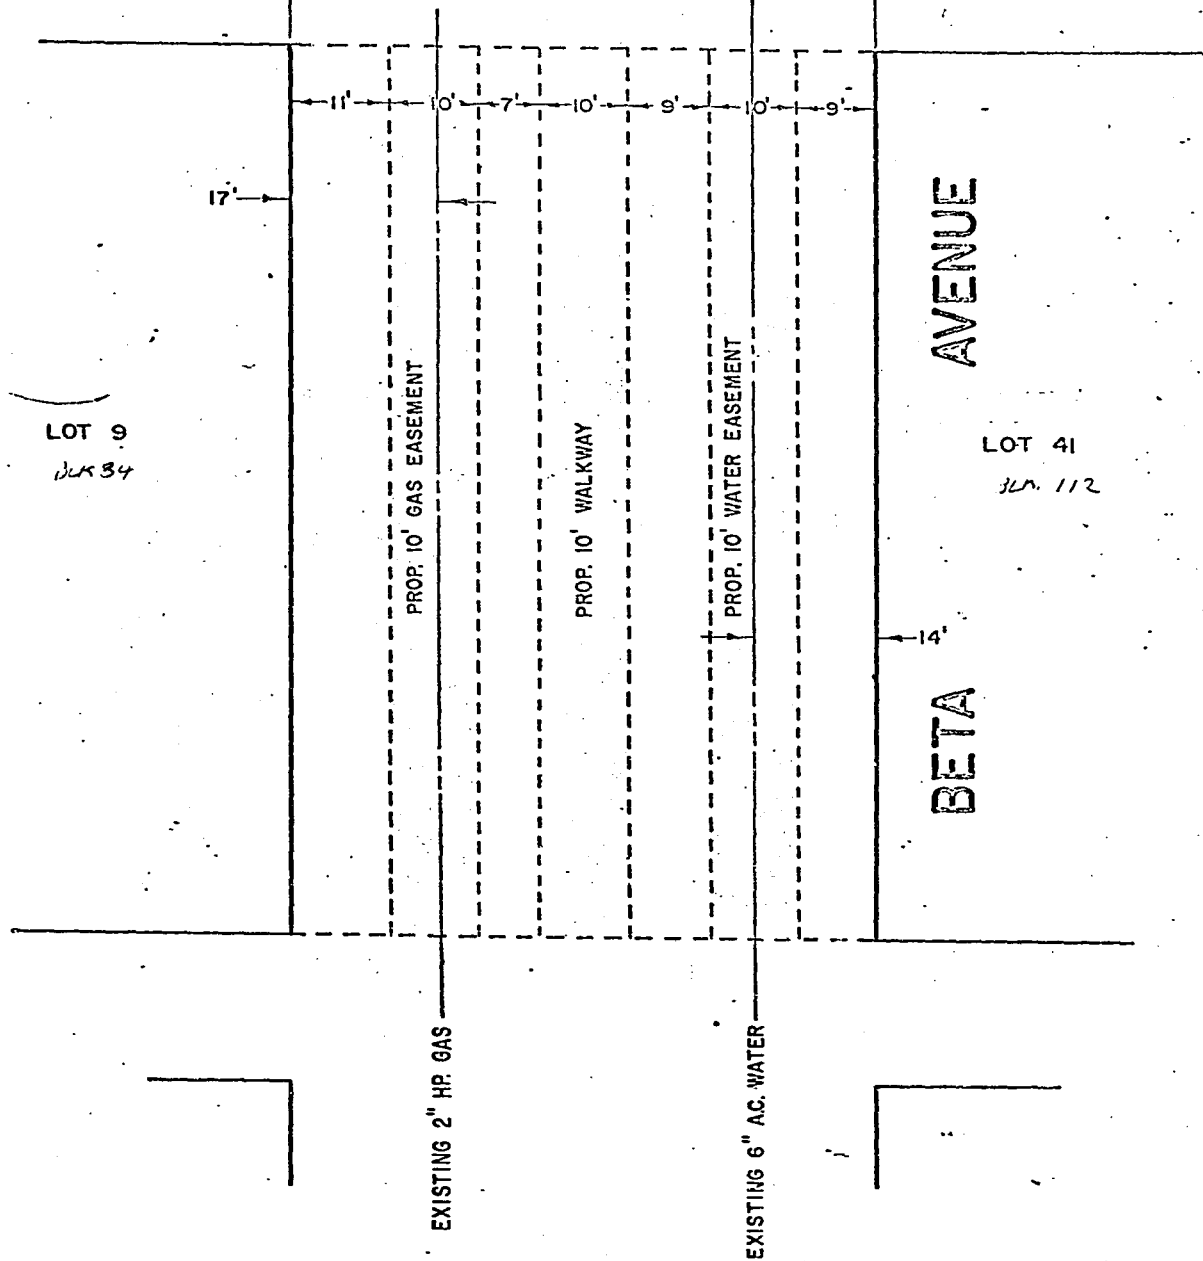 11' 10' 7' 10' 9' 10' 9'
17'
AVENUE
PROP. 10' GAS EASEMENT
PROP. 10' WALKWAY
PROP. 10' WATER EASEMENT
LOT 9
BLK 34
LOT 41
BLK. 112
14'
BETA
EXISTING 2" H.P. GAS
EXISTING 6" A.C. WATER